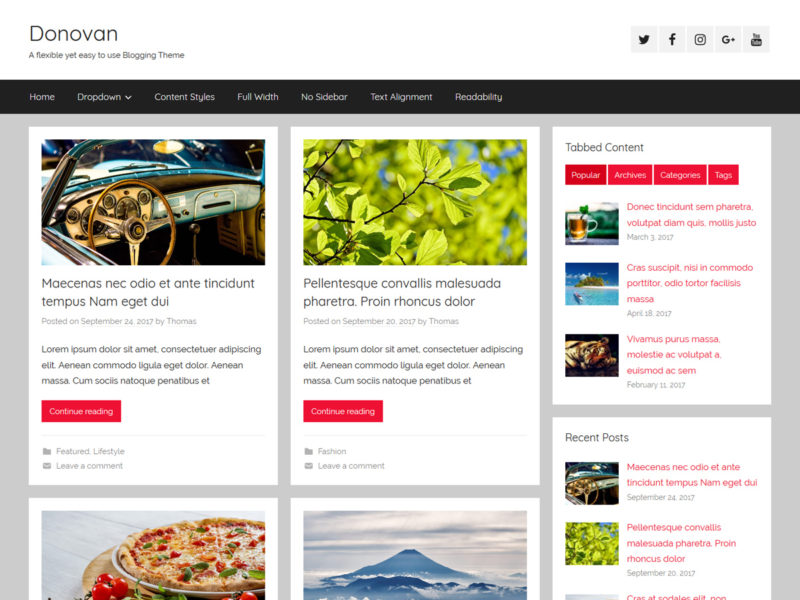 Donovan
A flexible yet easy to use Blogging Theme
Home Dropdown Content Styles Full Width No Sidebar Text Alignment Readability
Maecenas nec odio et ante tincidunt
tempus Nam eget dui
Posted on September 24, 2017 by Thomas
Lorem ipsum dolor sit amet, consectetuer adipiscing
elit. Aenean commodo ligula eget dolor. Aenean
massa. Cum sociis natoque penatibus et
Continue reading
Featured, Lifestyle
Leave a comment
Pellentesque convallis malesuada
pharetra. Proin rhoncus dolor
Posted on September 20, 2017 by Thomas
Lorem ipsum dolor sit amet, consectetuer adipiscing
elit. Aenean commodo ligula eget dolor. Aenean
massa. Cum sociis natoque penatibus et
Continue reading
Fashion
Leave a comment
Tabbed Content
Popular Archives Categories Tags
Donec tincidunt sem pharetra,
volutpat diam quis, mollis justo
March 3, 2017
Cras suscipit, nisi in commodo
porttitor, odio tortor facilisis
massa
April 18, 2017
Vivamus purus massa,
molestie ac volutpat a,
euismod ac sem
February 11, 2017
Recent Posts
Maecenas nec odio et ante
tincidunt tempus Nam eget dui
September 24, 2017
Pellentesque convallis
malesuada pharetra. Proin
rhoncus dolor
September 20, 2017
Cras at sodales elit, non